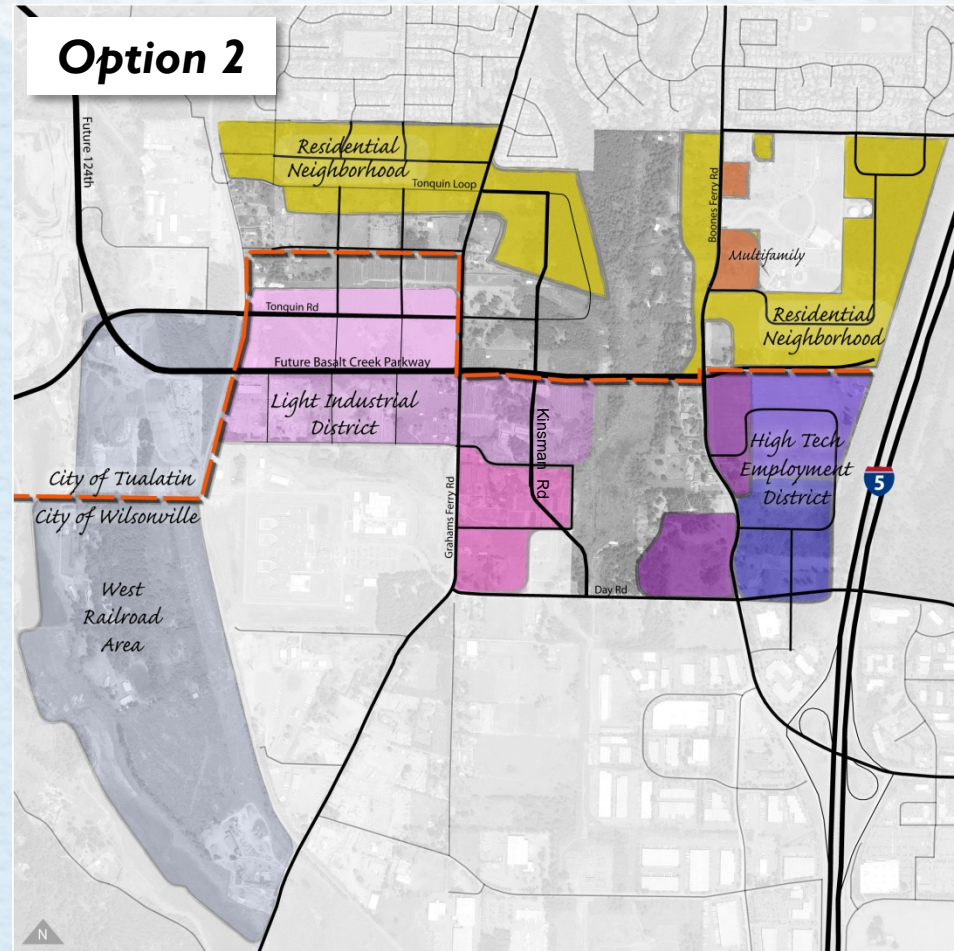 Option 2
Future 124th
Residential
Neighborhood
Tonquin Loop
Boones Ferry Rd
Multifamily
Residential
Neighborhood
Tonquin Rd
Future Basalt Creek Parkway
Light Industrial
District
Kinsman Rd
High Tech
Employment
District
5
City of Tualatin
City of Wilsonville
Grahams Ferry Rd
West
Railroad
Area
Day Rd
N